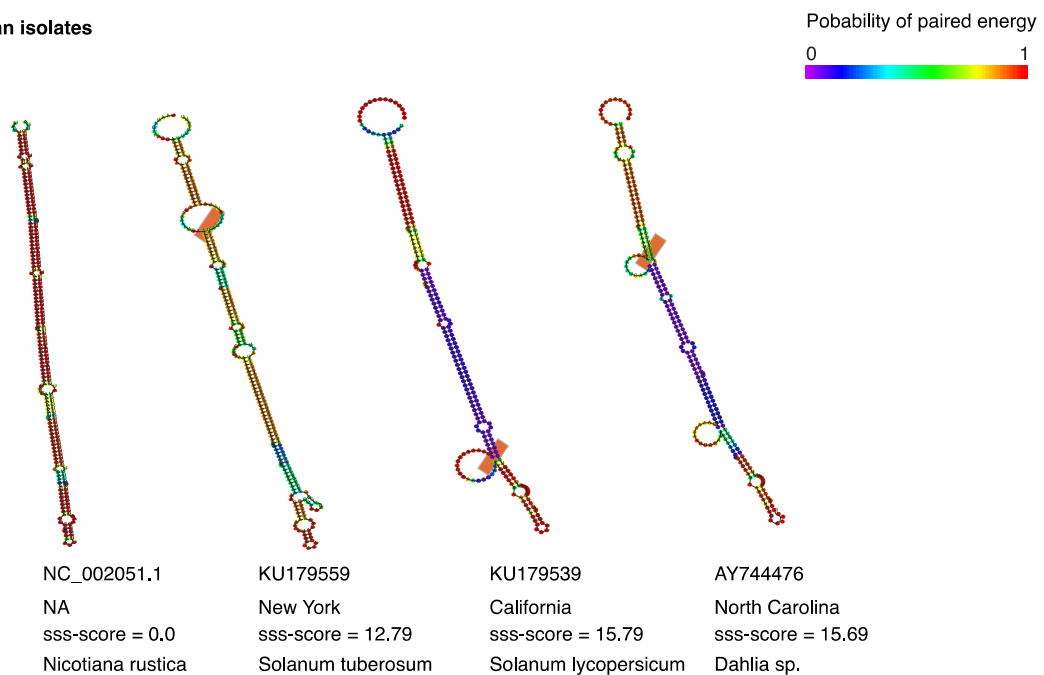 isolates
Pobability of paired energy
0 1
NC_002051.1 KU179559 KU179539 AY744476
NA New York California North Carolina
sss-score = 0.0 sss-score = 12.79 sss-score = 15.79 sss-score = 15.69
Nicotiana rustica Solanum tuberosum Solanum lycopersicum Dahlia sp.